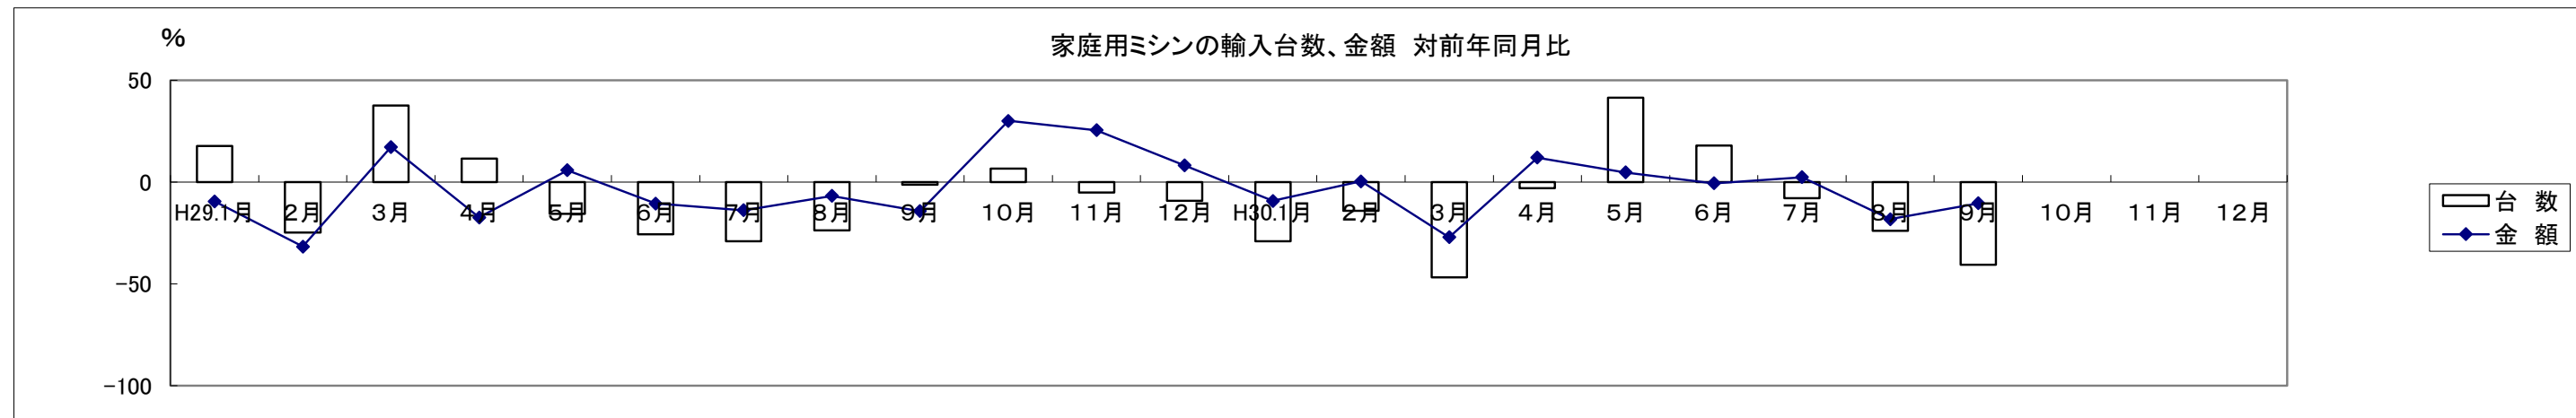 %
家庭用ミシンの輸入台数、金額 対前年同月比
50
0
-50
-100
H29.1月 2月 3月 4月 5月 6月 7月 8月 9月 10月 11月 12月 H30.1月 2月 3月 4月 5月 6月 7月 8月 9月 10月 11月 12月
台 数
金 額